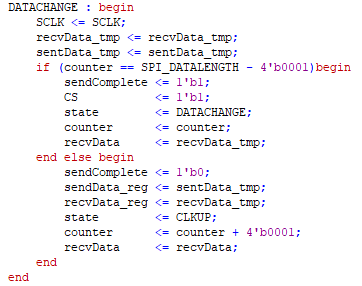 DATACHANGE : begin
    SCLK <= SCLK;
    recvData_tmp <= recvData_tmp;
    sentData_tmp <= sentData_tmp;
    if (counter == SPI_DATALENGTH - 4'b0001)begin
        sendComplete <= 1'b1;
        CS           <= 1'b1;
        state        <= DATACHANGE;
        counter      <= counter;
        recvData     <= recvData_tmp;
    end else begin
        sendComplete <= 1'b0;
        sendData_reg <= sentData_tmp;
        recvData_reg <= recvData_tmp;
        state        <= CLKUP;
        counter      <= counter + 4'b0001;
        recvData     <= recvData;
    end
end